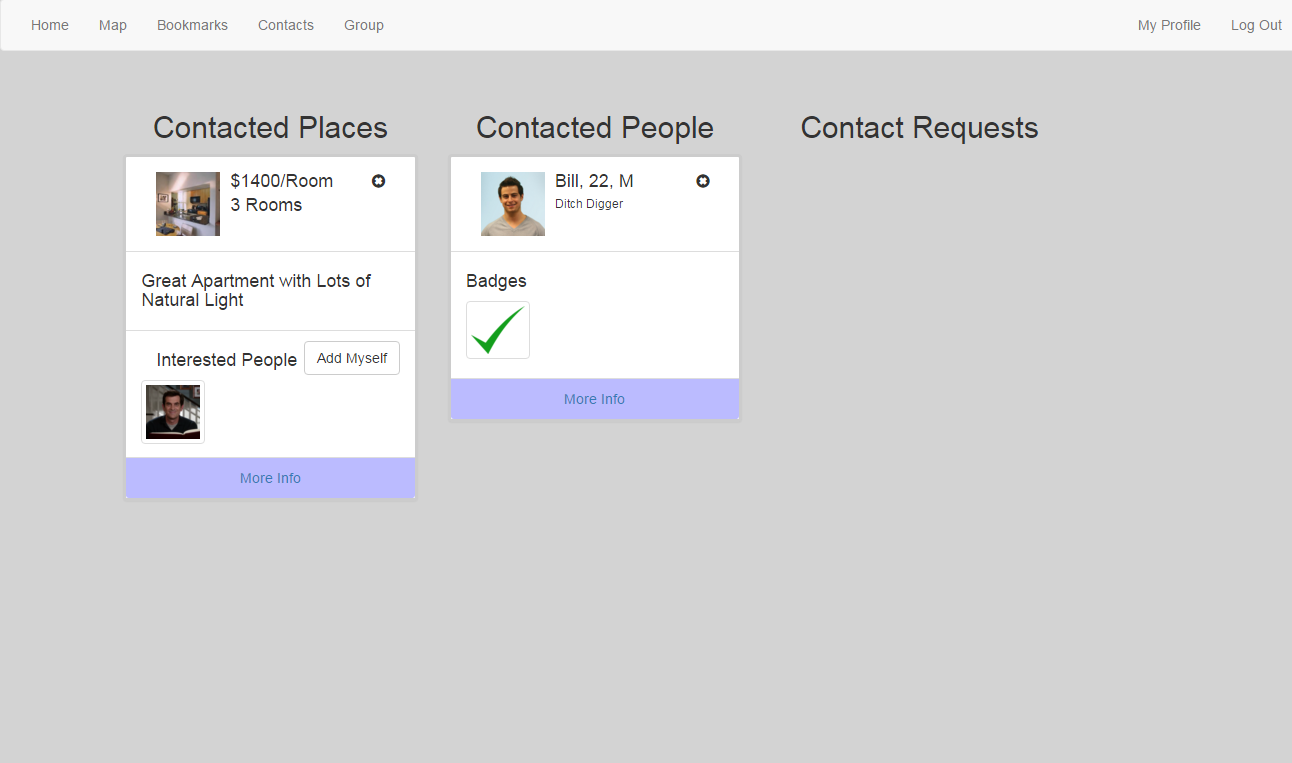 Home Map Bookmarks Contacts Group My Profile Log Out
Contacted Places
$1400/Room
3 Rooms
Great Apartment with Lots of
Natural Light
Interested People Add Myself
More Info
Contacted People
Bill, 22, M
Ditch Digger
Badges
More Info
Contact Requests